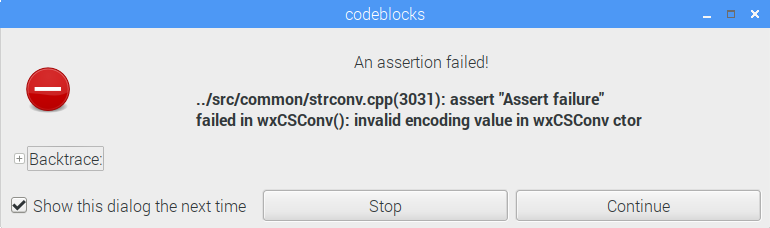 codeblocks
An assertion failed!
../src/common/strconv.cpp(3031): assert "Assert failure"
failed in wxCSConv(): invalid encoding value in wxCSConv ctor
Backtrace:
Show this dialog the next time
Stop
Continue